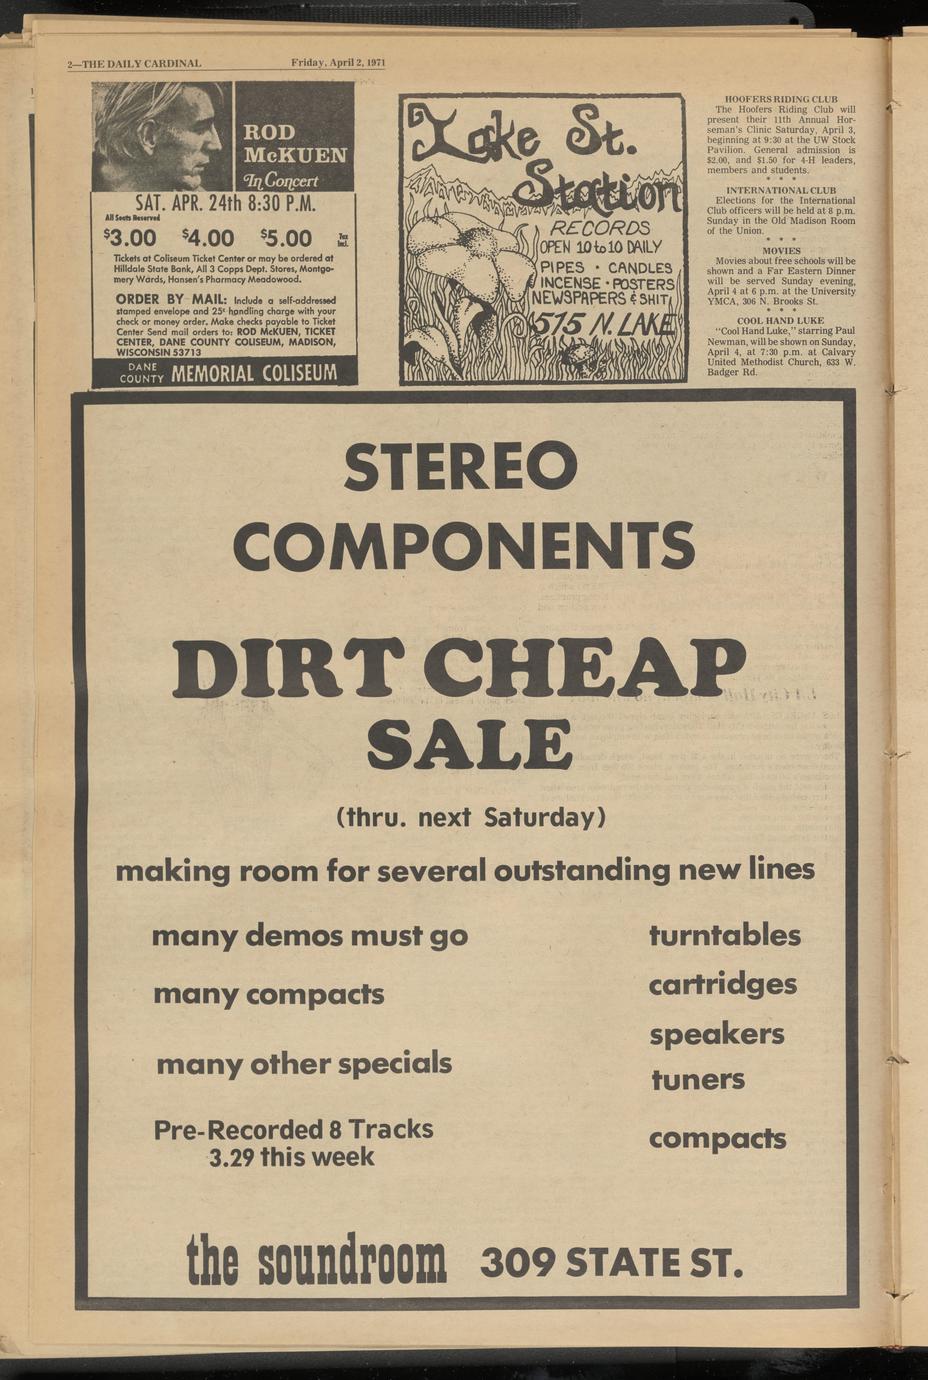 2—THE DAILY CARDINAL
Friday, April 2, 1971
ROD
McKUEN
In Concert
SAT. APR. 24th 8:30 P.M.
All Seats Reserved
$3.00 $4.00 $5.00 Tax Incl.
Tickets at Coliseum Ticket Center or may be ordered at
Hilldale State Bank, All 3 Copps Dept. Stores, Montgo-
mery Wards, Hansen's Pharmacy Meadowood.
ORDER BY MAIL: Include a self-addressed
stamped envelope and 25¢ handling charge with your
check or money order. Make checks payable to Ticket
Center Send mail orders to: ROD McKUEN, TICKET
CENTER, DANE COUNTY COLISEUM, MADISON,
WISCONSIN 53713
DANE
COUNTY MEMORIAL COLISEUM
Lake St.
Station
RECORDS
OPEN 10 to 10 DAILY
PIPES • CANDLES
INCENSE • POSTERS
NEWSPAPERS & SHIT
515 N. LAKE
HOOFERS RIDING CLUB
The Hoofers Riding Club will
present their 11th Annual Hor-
seman's Clinic Saturday, April 3,
beginning at 9:30 at the UW Stock
Pavilion. General admission is
$2.00, and $1.50 for 4-H leaders,
members and students.
* * *
INTERNATIONAL CLUB
Elections for the International
Club officers will be held at 8 p.m.
Sunday in the Old Madison Room
of the Union.
* * *
MOVIES
Movies about free schools will be
shown and a Far Eastern Dinner
will be served Sunday evening,
April 4 at 6 p.m. at the University
YMCA, 306 N. Brooks St.
* * *
COOL HAND LUKE
"Cool Hand Luke," starring Paul
Newman, will be shown on Sunday,
April 4, at 7:30 p.m. at Calvary
United Methodist Church, 633 W.
Badger Rd.
STEREO
COMPONENTS
DIRT CHEAP
SALE
(thru. next Saturday)
making room for several outstanding new lines
many demos must go
many compacts
many other specials
Pre-Recorded 8 Tracks
3.29 this week
turntables
cartridges
speakers
tuners
compacts
the soundroom 309 STATE ST.